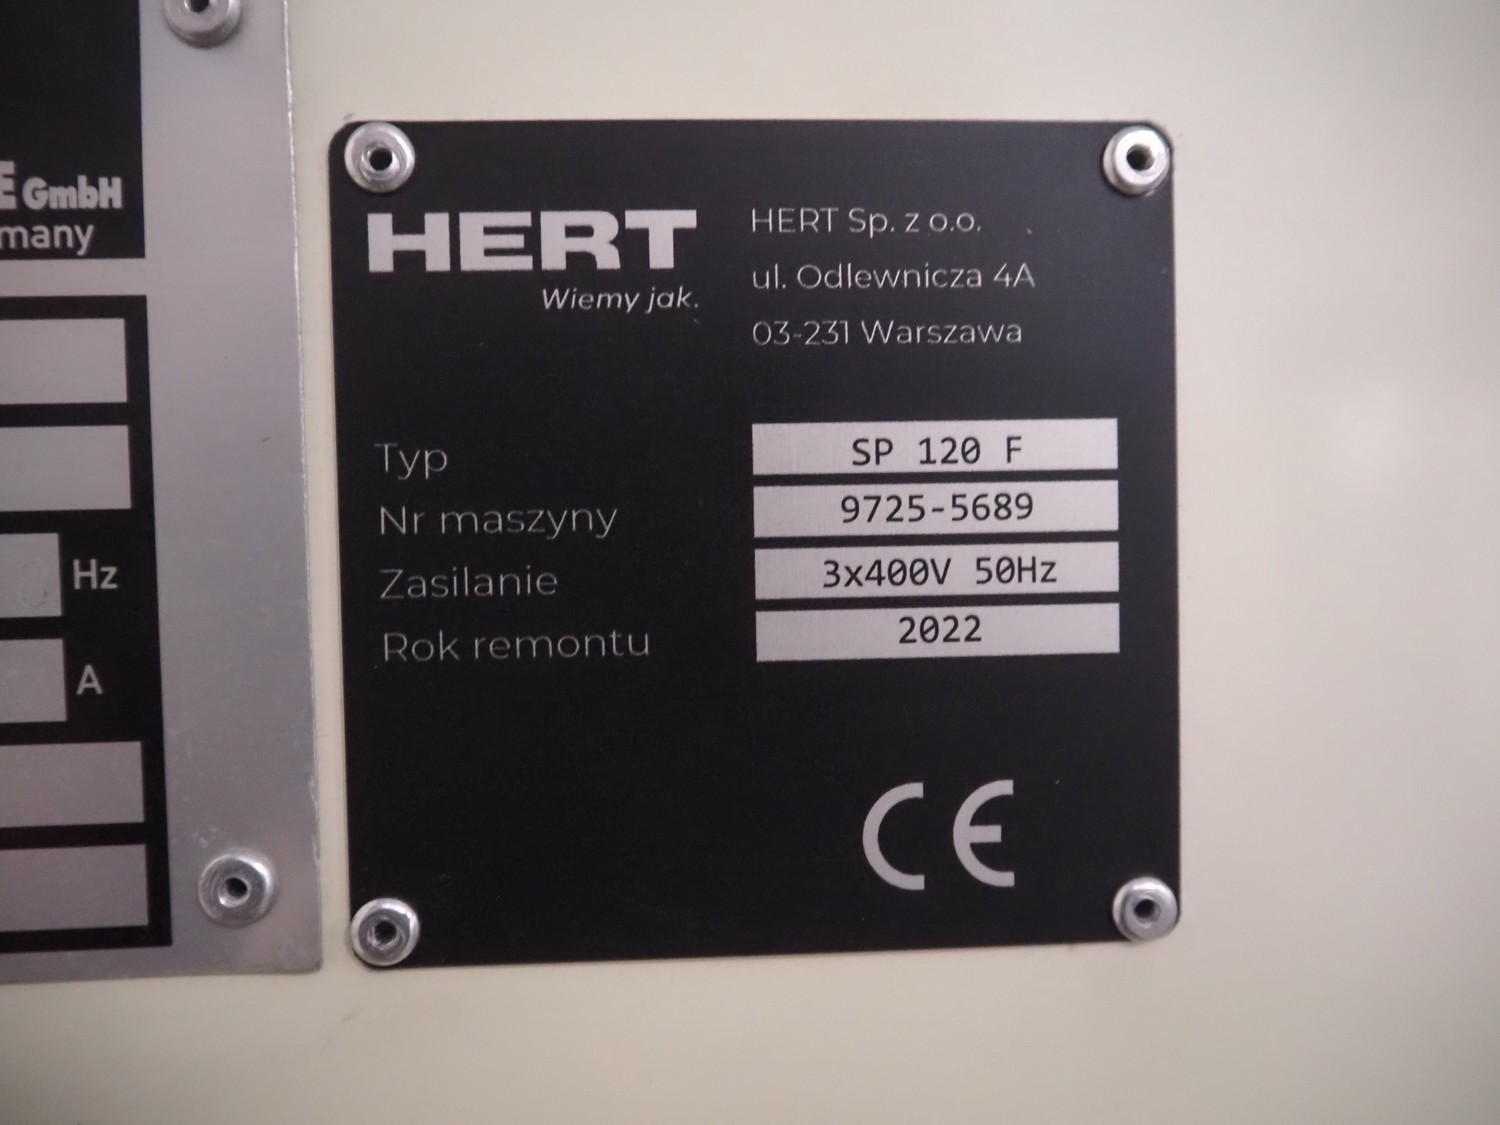 GmbH
many
Hz
A
HERT
Wiemy jak.
HERT Sp. z o.o.
ul. Odlewnicza 4A
03-231 Warszawa
Typ SP 120 F
Nr maszyny 9725-5689
Zasilanie 3x400V 50Hz
Rok remontu 2022
CE